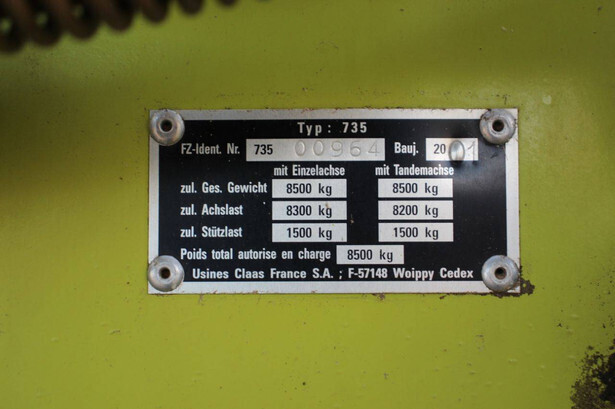 Typ: 735
FZ-Ident. Nr. 735 00964 Bauj. 2001
mit Einzelachse mit Tandemachse
zul. Ges. Gewicht 8500 kg 8500 kg
zul. Achslast 8300 kg 8200 kg
zul. Stützlast 1500 kg 1500 kg
Poids total autorise en charge 8500 kg
Usines Claas France S.A. ; F-57148 Woippy Cedex